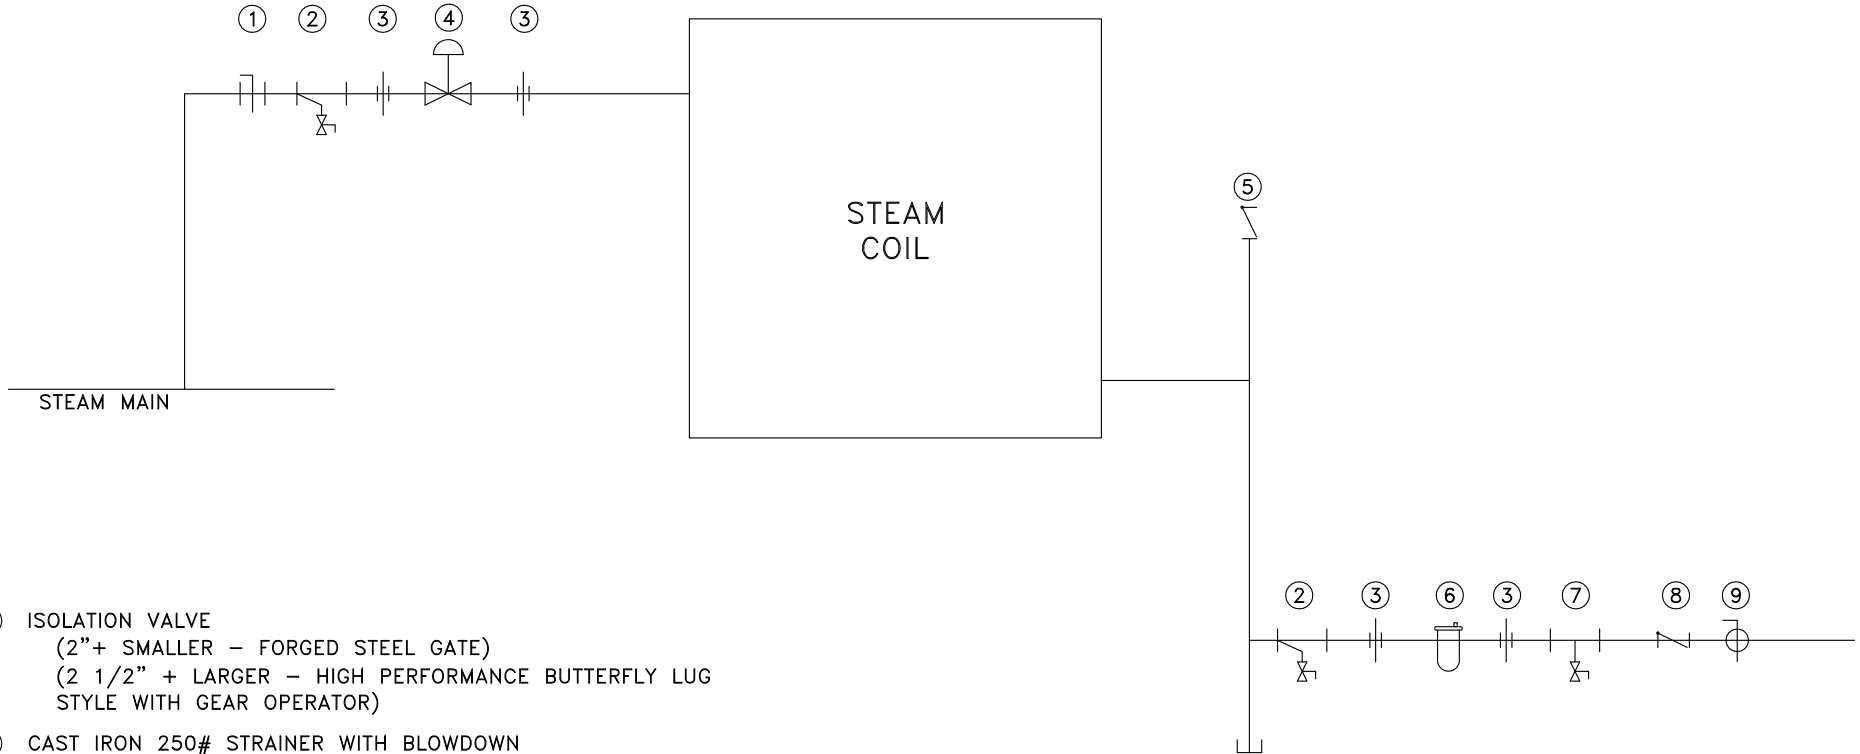 1 2 3 4 3
5
STEAM
COIL
STEAM MAIN
2 3 6 3 7 8 9
) ISOLATION VALVE
(2"+ SMALLER – FORGED STEEL GATE)
(2 1/2" + LARGER – HIGH PERFORMANCE BUTTERFLY LUG
STYLE WITH GEAR OPERATOR)
) CAST IRON 250# STRAINER WITH BLOWDOWN